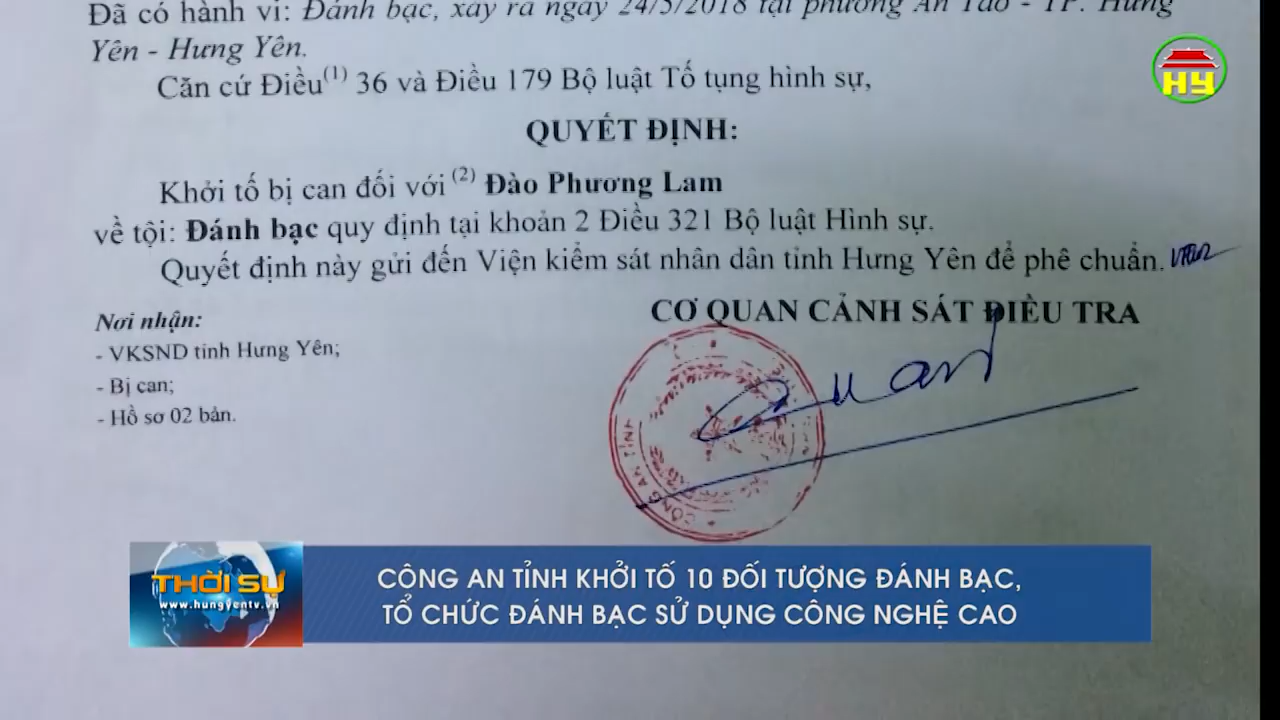 Đã có hành vi: Đánh bạc, xảy ra ngày 24/5/2018 tại phường An Tảo - TP. Hưng
Yên - Hưng Yên.
Căn cứ Điều(1) 36 và Điều 179 Bộ luật Tố tụng hình sự,
HY
QUYẾT ĐỊNH:
Khởi tố bị can đối với (2) Đào Phương Lam
về tội: Đánh bạc quy định tại khoản 2 Điều 321 Bộ luật Hình sự.
Quyết định này gửi đến Viện kiểm sát nhân dân tỉnh Hưng Yên để phê chuẩn.
Nơi nhận:
- VKSND tỉnh Hưng Yên;
- Bị can;
- Hồ sơ 02 bản.
CƠ QUAN CẢNH SÁT ĐIỀU TRA
CÔNG AN TỈNH
THỜI SỰ
www.hungyentv.vn
CÔNG AN TỈNH KHỞI TỐ 10 ĐỐI TƯỢNG ĐÁNH BẠC,
TỔ CHỨC ĐÁNH BẠC SỬ DỤNG CÔNG NGHỆ CAO